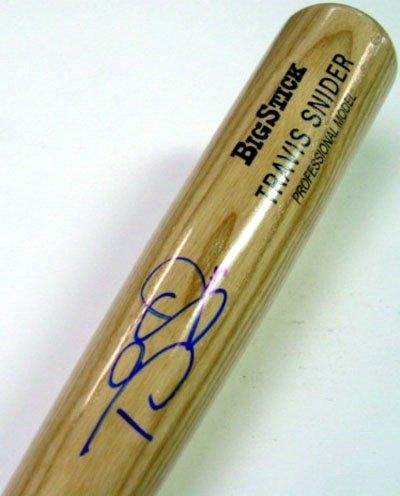 BIG STICK
TRAVIS SNIDER
PROFESSIONAL MODEL